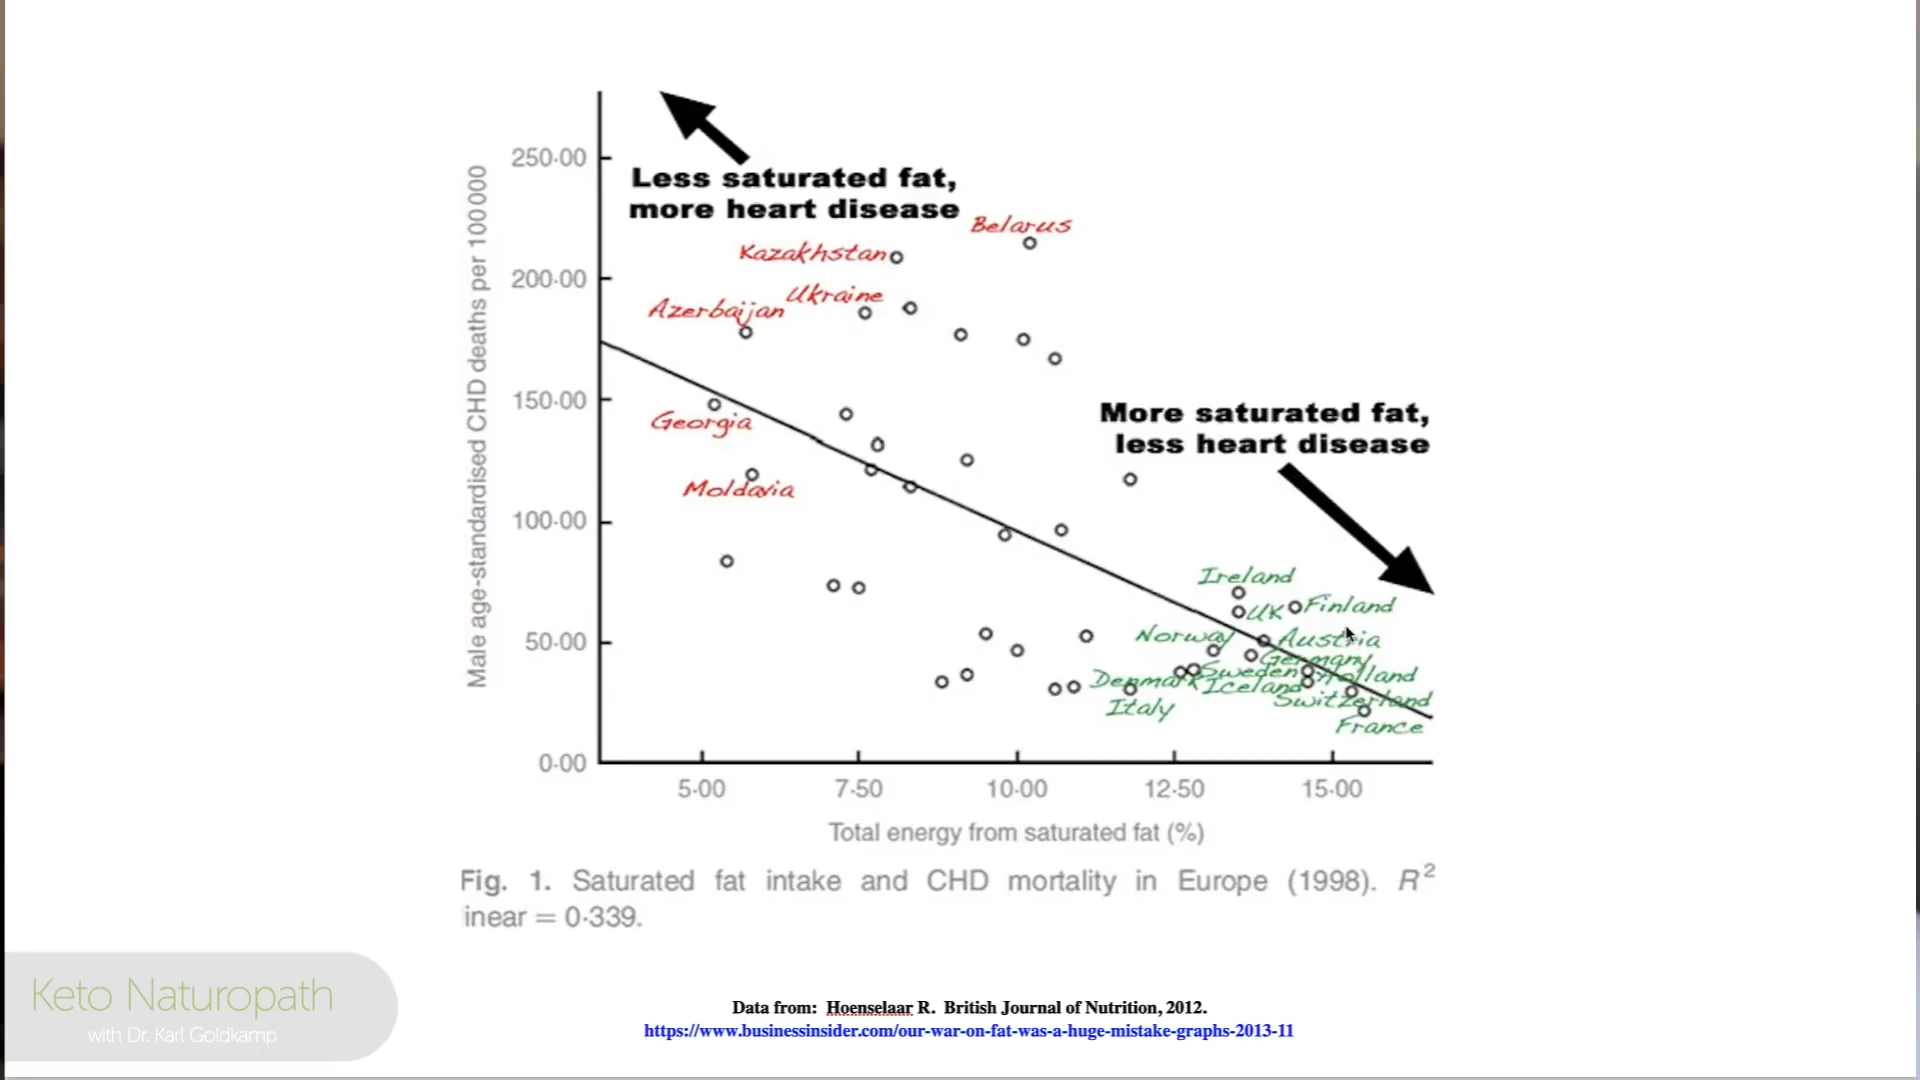 250·00
200·00
150·00
100·00
50·00
0·00
Male age-standardised CHD deaths per 100 000
Less saturated fat,
more heart disease
Belarus
Kazakhstan
Ukraine
Azerbaijan
Georgia
Moldavia
More saturated fat,
less heart disease
Ireland
UK
Finland
Norway
Austria
Germany
Sweden
Holland
Denmark
Iceland
Switzerland
Italy
France
5·00
7·50
10·00
12·50
15·00
Total energy from saturated fat (%)
Fig. 1. Saturated fat intake and CHD mortality in Europe (1998). R²
inear = 0·339.
Keto Naturopath
with Dr. Karl Goldkamp
Data from: Hoenselaar R. British Journal of Nutrition, 2012.
https://www.businessinsider.com/our-war-on-fat-was-a-huge-mistake-graphs-2013-11